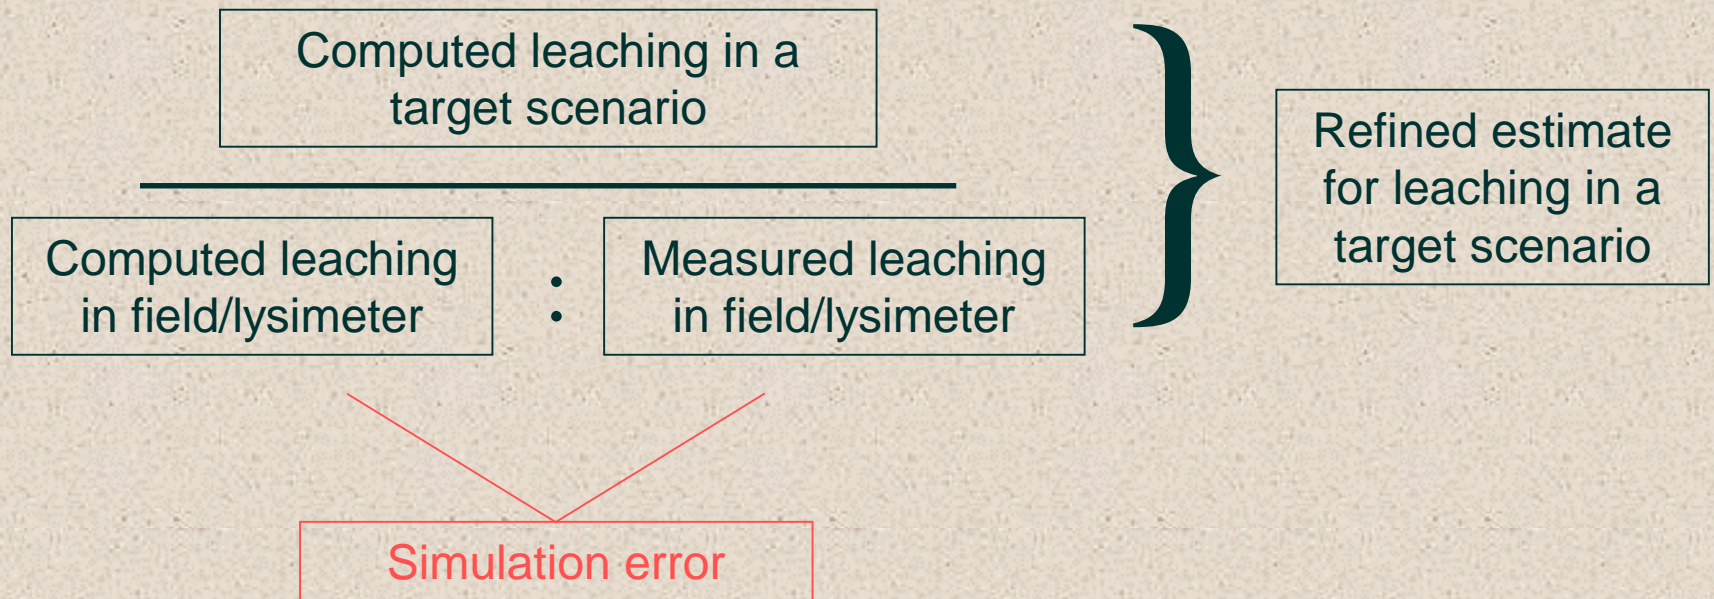 Computed leaching in a
target scenario
Computed leaching
in field/lysimeter
:
Measured leaching
in field/lysimeter
}
Refined estimate
for leaching in a
target scenario
Simulation error